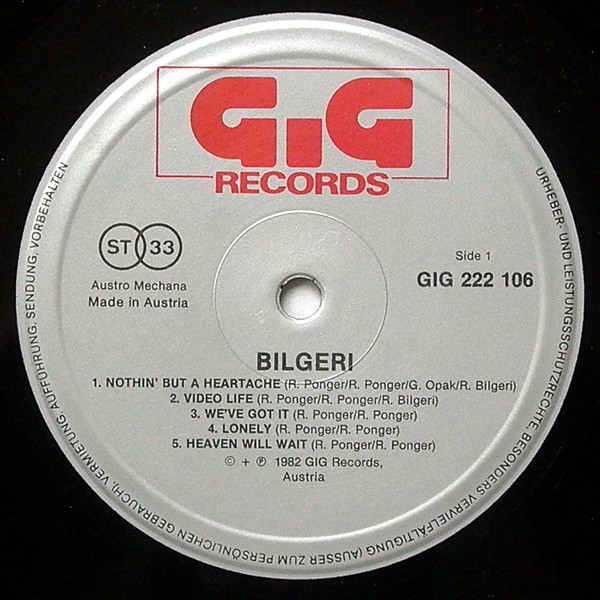 GiG
RECORDS
ST 33
Austro Mechana
Made in Austria
Side 1
GIG 222 106
BILGERI
1. NOTHIN' BUT A HEARTACHE (R. Ponger/R. Ponger/G. Opak/R. Bilgeri)
2. VIDEO LIFE (R. Ponger/R. Ponger/R. Bilgeri)
3. WE'VE GOT IT (R. Ponger/R. Ponger)
4. LONELY (R. Ponger/R. Ponger)
5. HEAVEN WILL WAIT (R. Ponger/R. Ponger)
© + ℗ 1982 GIG Records,
Austria
URHEBER- UND LEISTUNGSSCHUTZRECHTE, BESONDERS VERVIELFÄLTIGUNG (AUSSER ZUM PERSÖNLICHEN GEBRAUCH), VERMIETUNG, AUFFÜHRUNG, SENDUNG, VORBEHALTEN